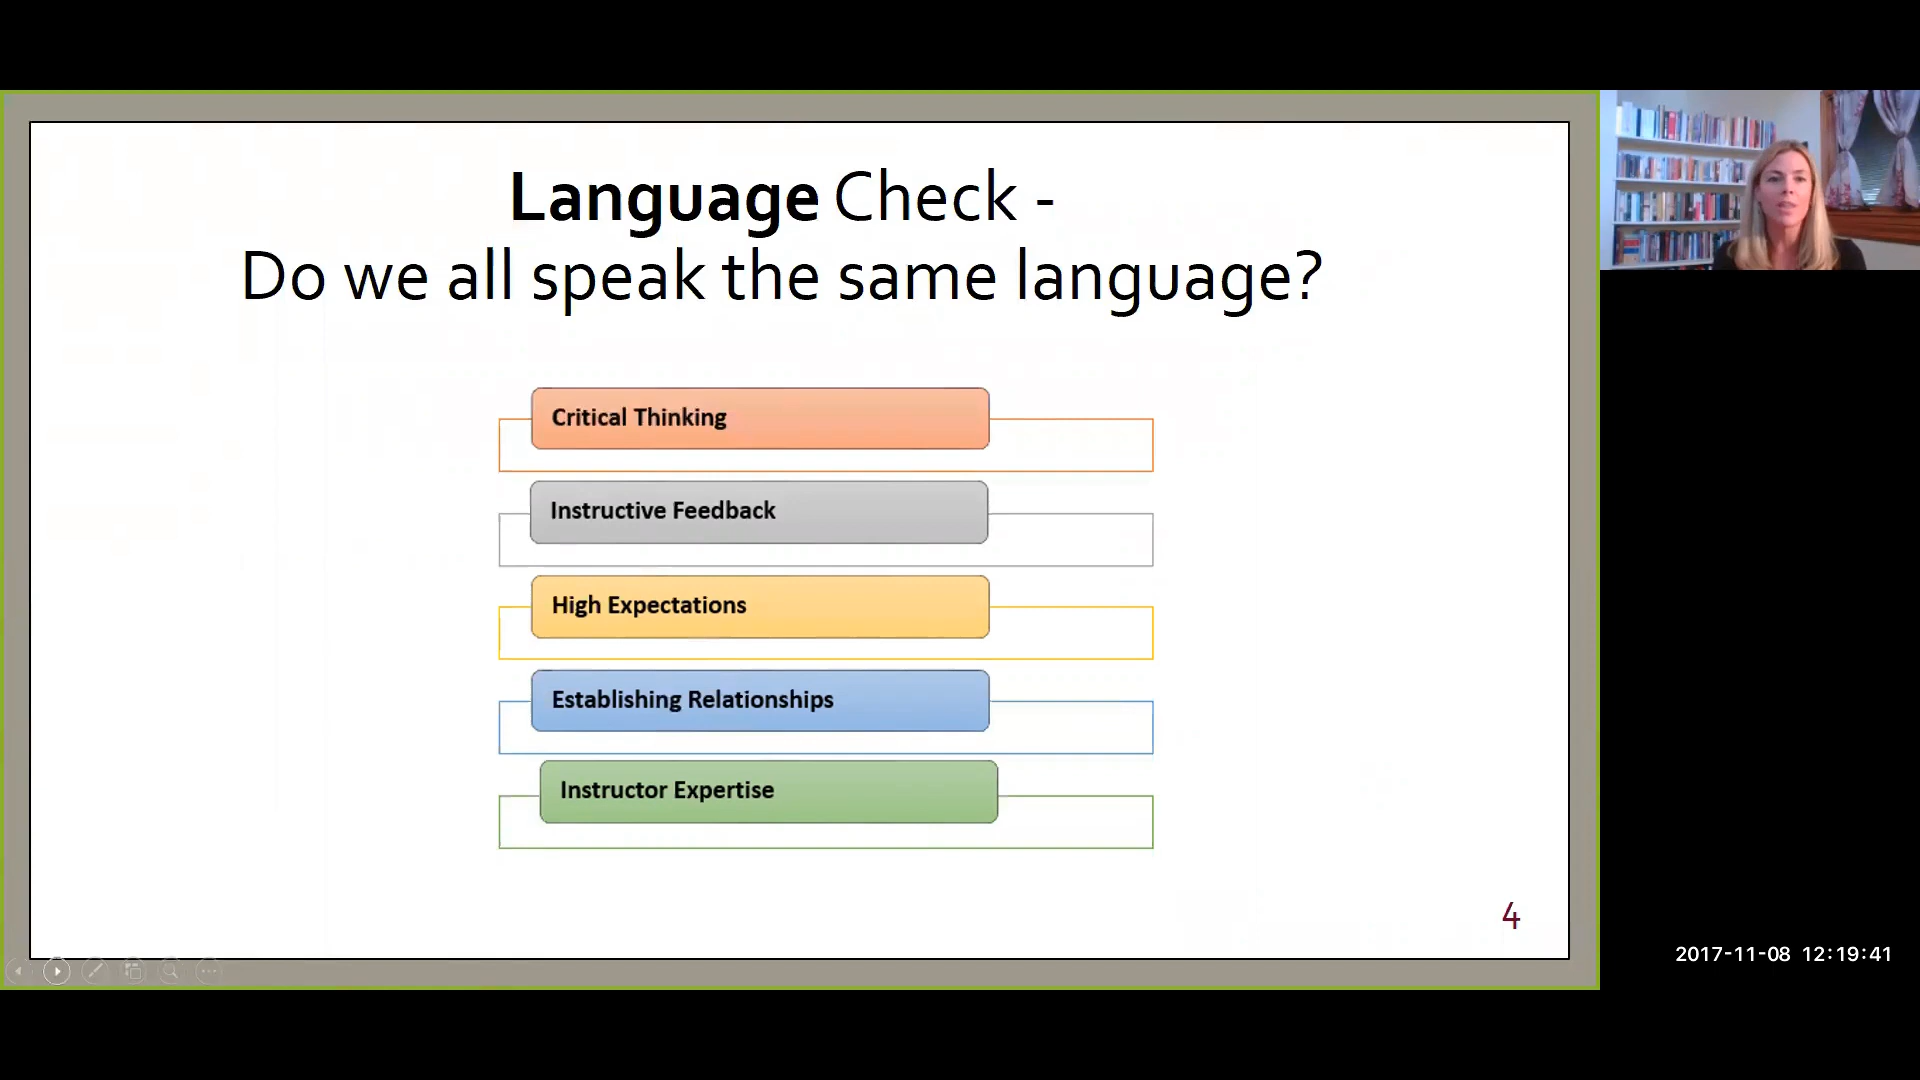 Language Check -
Do we all speak the same language?
Critical Thinking
Instructive Feedback
High Expectations
Establishing Relationships
Instructor Expertise
4
2017-11-08 12:19:41